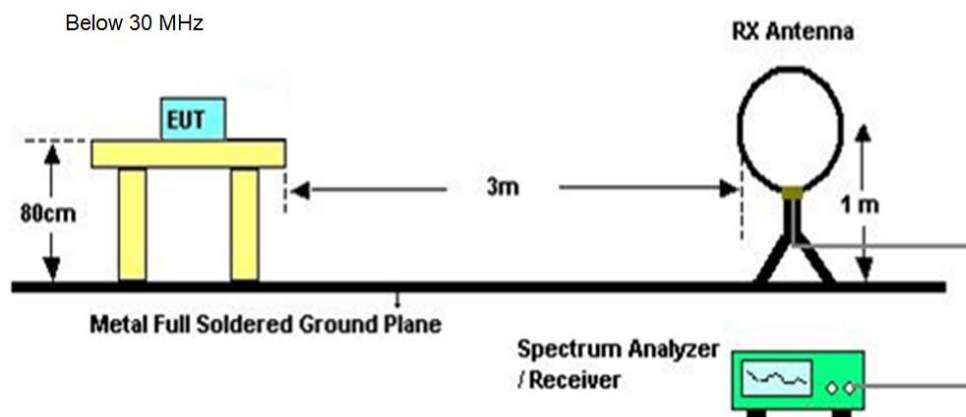 Below 30 MHz
RX Antenna
EUT
3m
80cm
1 m
Metal Full Soldered Ground Plane
Spectrum Analyzer
/ Receiver